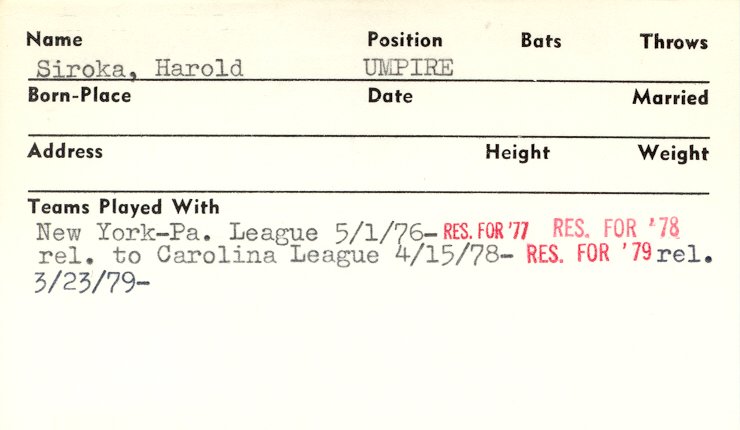 Name Position Bats Throws
Siroka, Harold UMPIRE
Born-Place Date Married
Address Height Weight
Teams Played With
New York-Pa. League 5/1/76- RES. FOR '77 RES. FOR '78
rel. to Carolina League 4/15/78- RES. FOR '79 rel.
3/23/79-